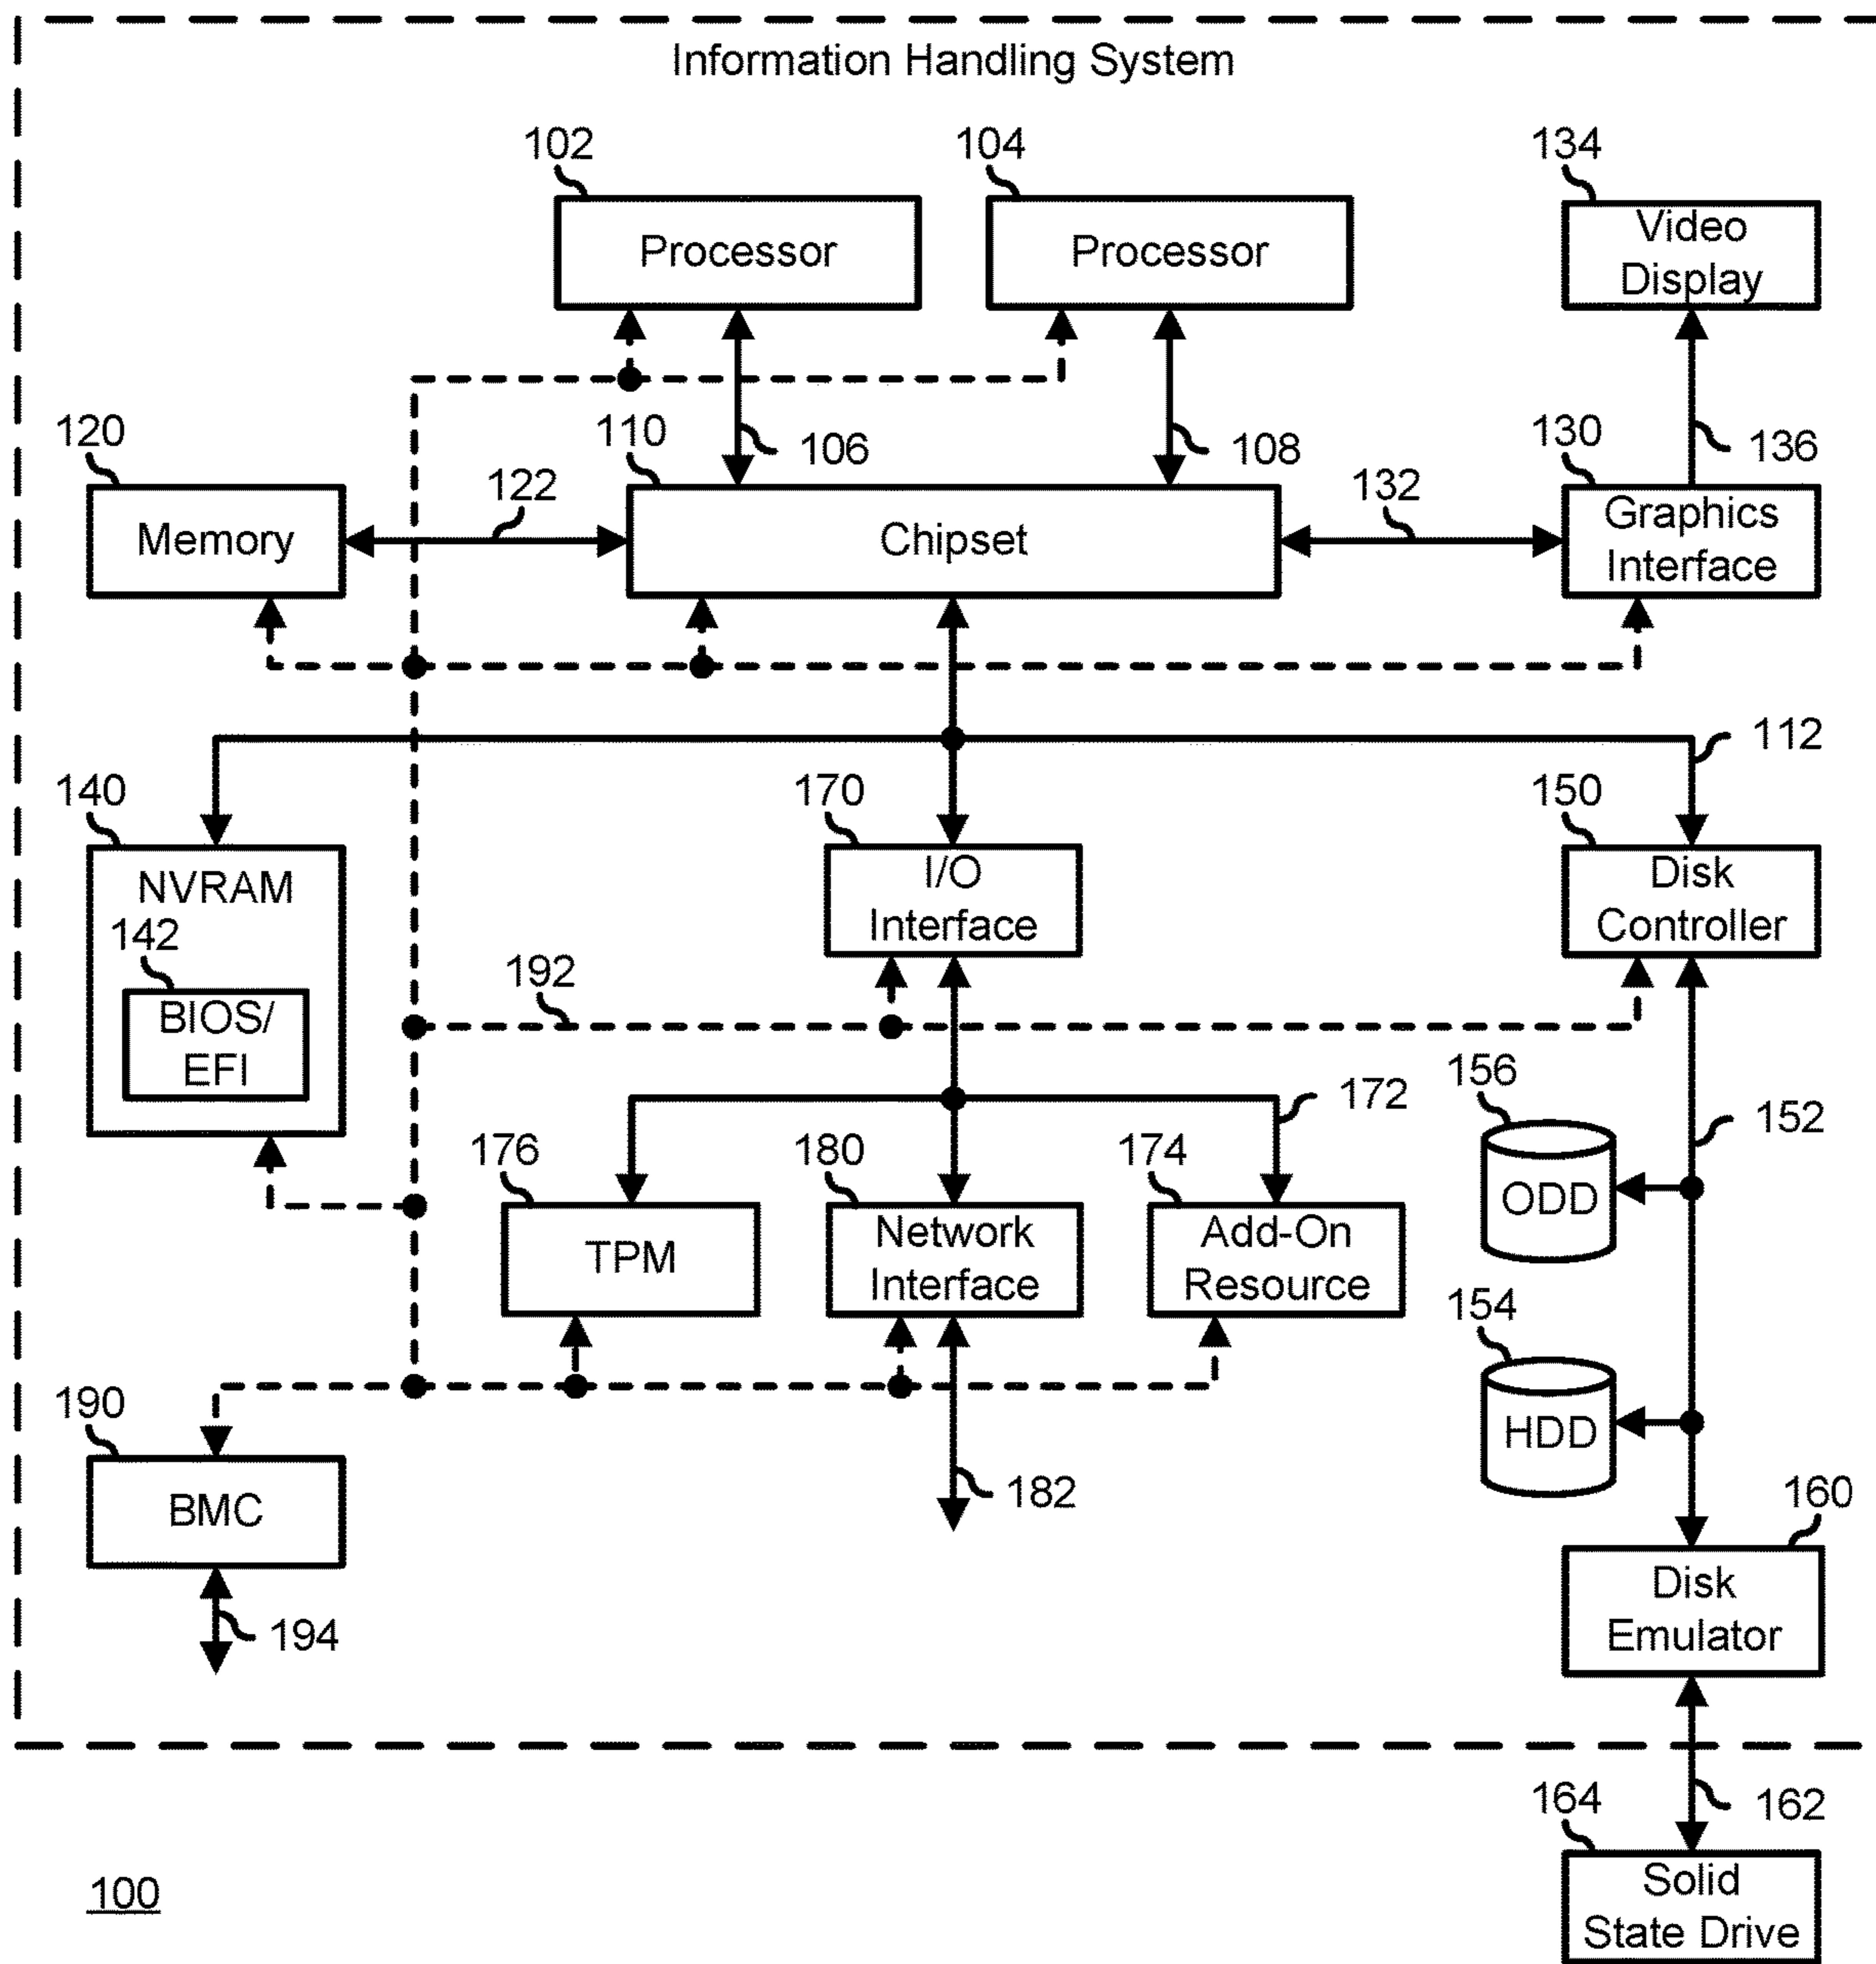 Information Handling System
102
104
134
Processor
Processor
Video
Display
120
110
106
108
130
136
122
132
Memory
Chipset
Graphics
Interface
112
140
170
150
NVRAM
I/O
Interface
Disk
Controller
142
192
BIOS/
EFI
156
172
152
176
180
174
ODD
TPM
Network
Interface
Add-On
Resource
154
190
HDD
182
160
BMC
Disk
Emulator
194
164
162
100
Solid
State Drive